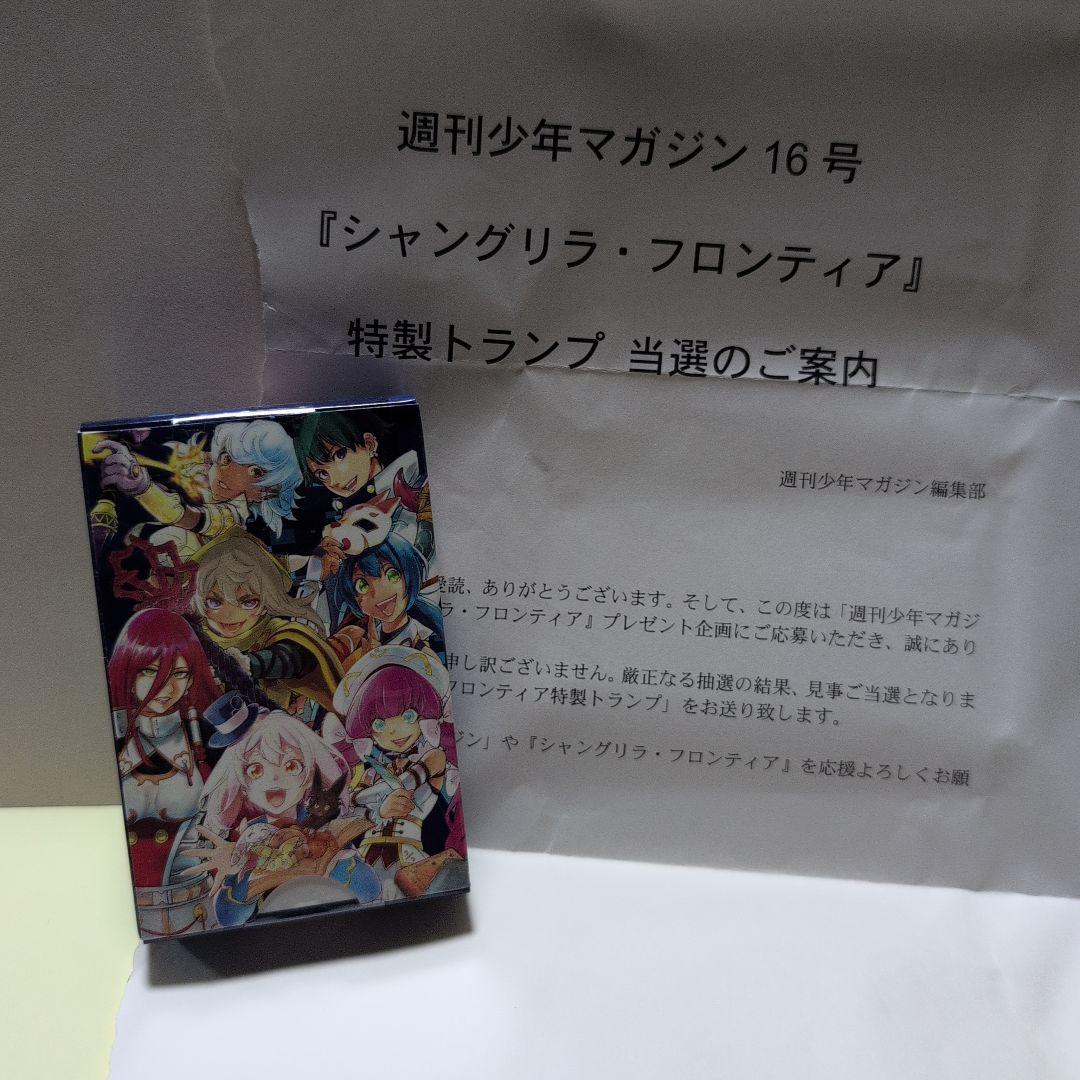 週刊少年マガジン 16 号
『シャングリラ・フロンティア』
特製トランプ 当選のご案内
週刊少年マガジン編集部
愛読、ありがとうございます。そして、この度は「週刊少年マガジ
ラ・フロンティア』プレゼント企画にご応募いただき、誠にあり
申し訳ございません。厳正なる抽選の結果、見事ご当選となりま
フロンティア特製トランプ」をお送り致します。
ジン」や『シャングリラ・フロンティア』を応援よろしくお願